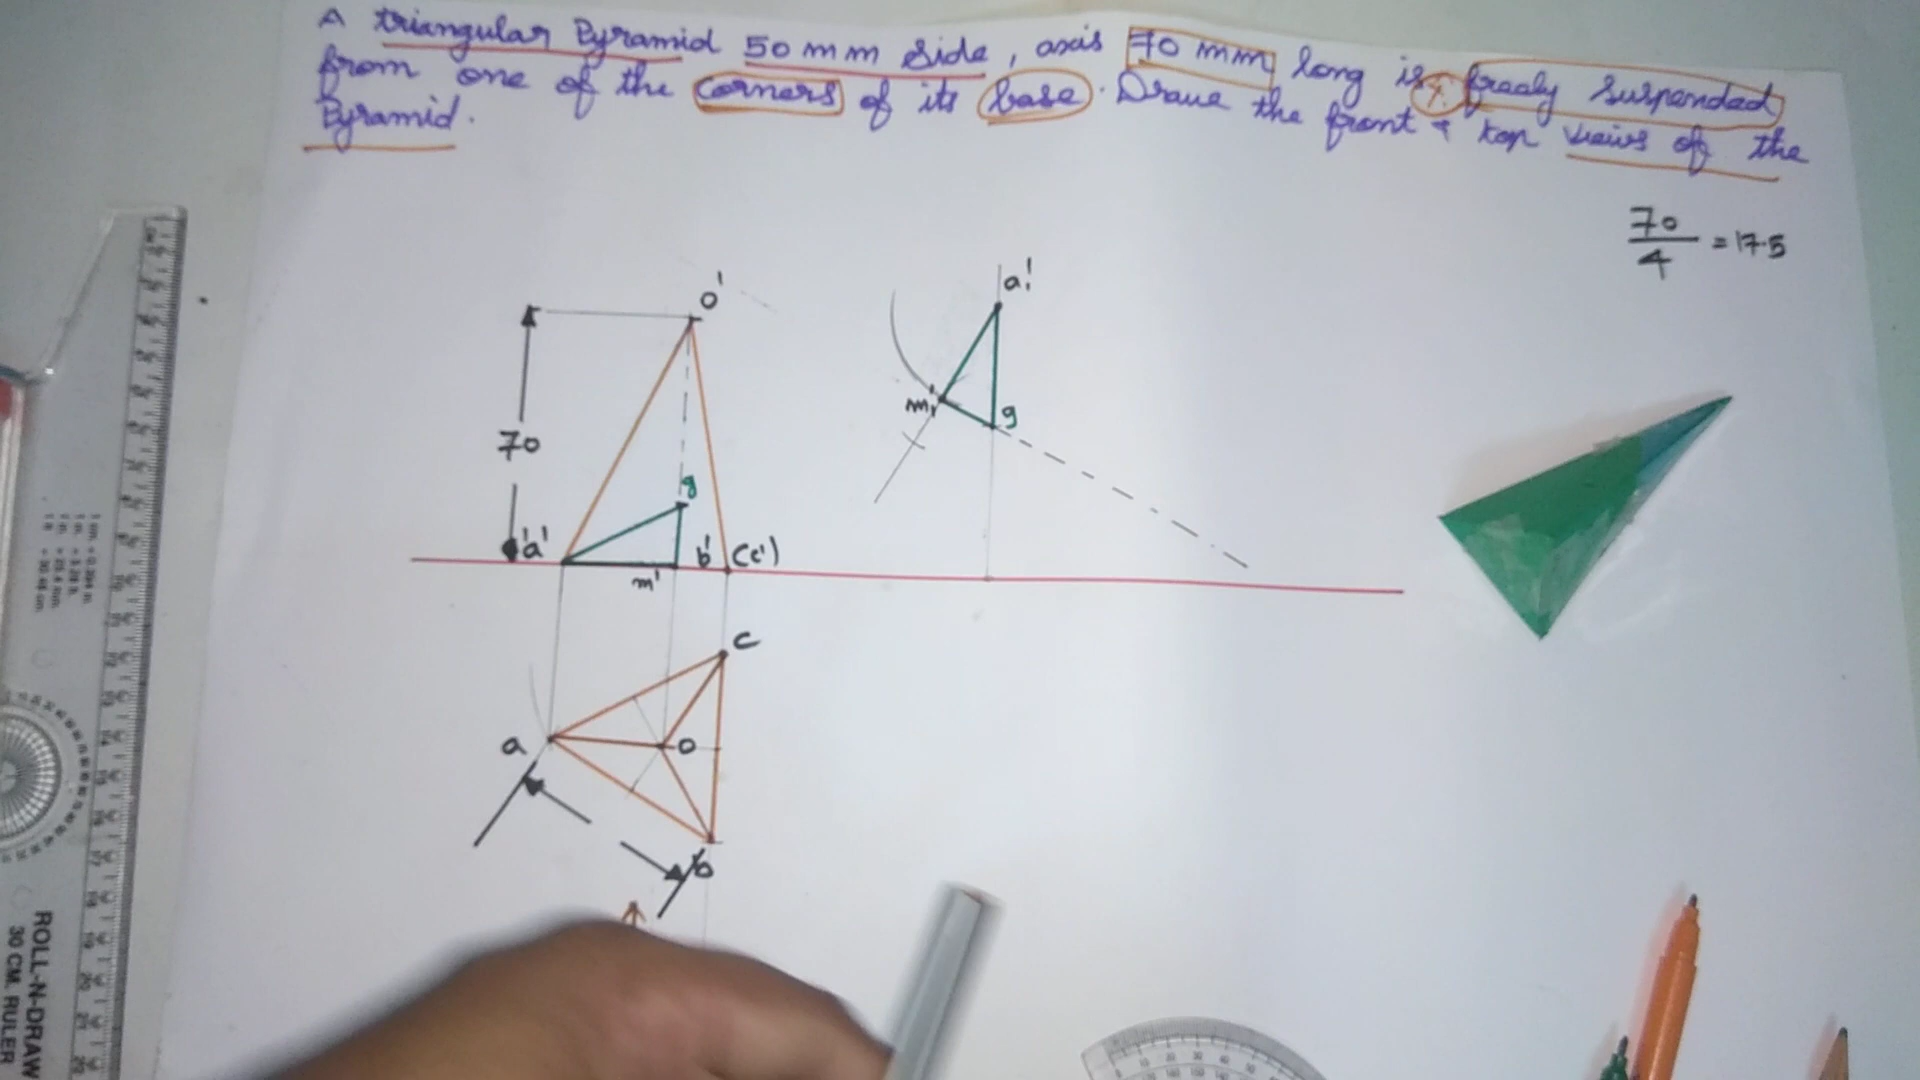 A triangular Pyramid 50 mm side, axis 70 mm long is freely suspended
from one of the corners of its base. Draw the front & top views of the
Pyramid.
70
4
= 17.5
o'
a'
70
m'
g
g
a'
b'
(c')
m'
c
a
o
b
ROLL-N-DRAW
30 CM. RULER